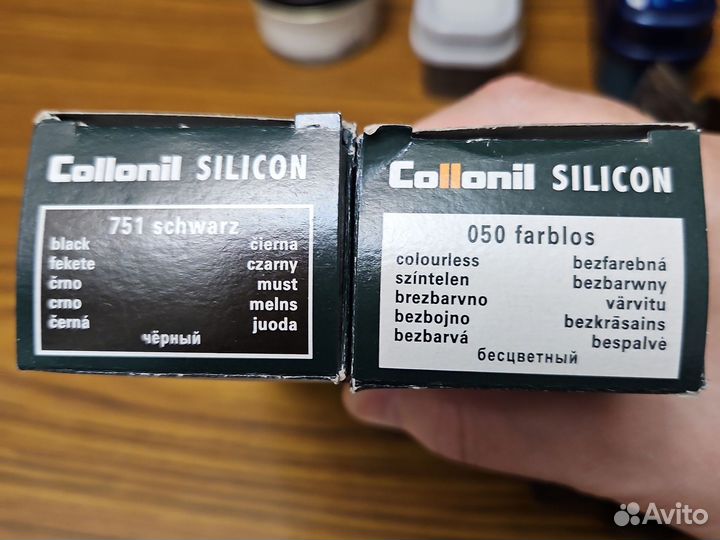 Collonil SILICON
751 schwarz
black čierna
fekete czarny
črno must
crno melns
černá juoda
чёрный
Collonil SILICON
050 farblos
colourless bezfarebná
színtelen bezbarwny
brezbarvno värvitu
bezbojno bezkrāsains
bezbarvá bespalvė
бесцветный
Avito